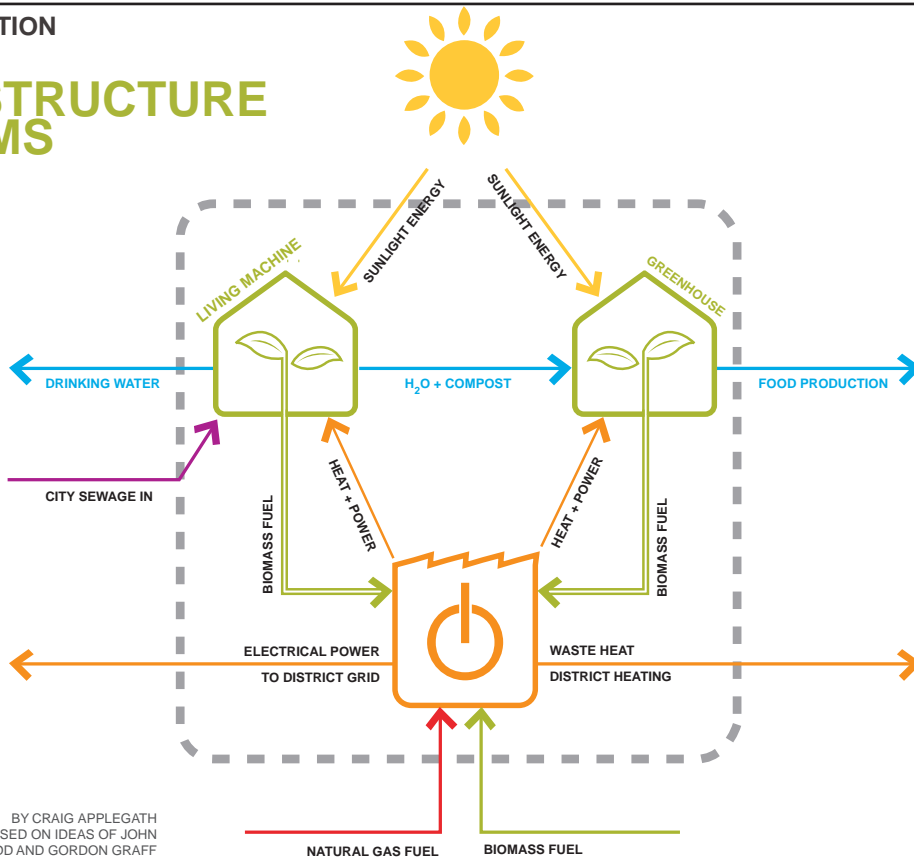 TION
STRUCTURE
MS
SUNLIGHT ENERGY
SUNLIGHT ENERGY
LIVING MACHINE
GREENHOUSE
DRINKING WATER
H₂O + COMPOST
FOOD PRODUCTION
CITY SEWAGE IN
HEAT + POWER
HEAT + POWER
BIOMASS FUEL
BIOMASS FUEL
ELECTRICAL POWER
TO DISTRICT GRID
WASTE HEAT
DISTRICT HEATING
BY CRAIG APPLEGATH
SED ON IDEAS OF JOHN
DD AND GORDON GRAFF
NATURAL GAS FUEL
BIOMASS FUEL